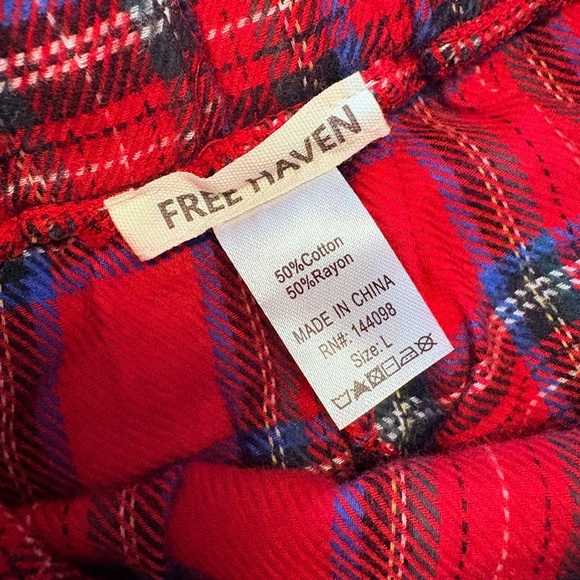 FREE HAVEN
50%Cotton
50%Rayon
MADE IN CHINA
RN#: 144098
Size: L